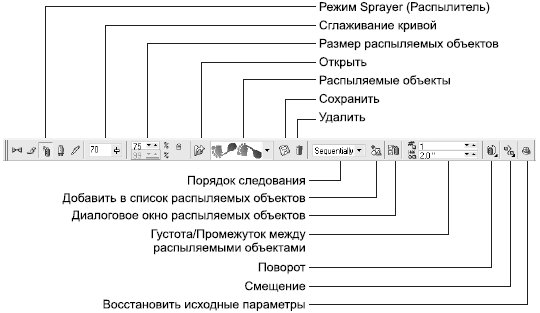 Режим Sprayer (Распылитель)
Сглаживание кривой
Размер распыляемых объектов
Открыть
Распыляемые объекты
Сохранить
Удалить
70
75
%
%
Sequentially
1
2.0 "
Порядок следования
Добавить в список распыляемых объектов
Диалоговое окно распыляемых объектов
Густота/Промежуток между
распыляемыми объектами
Поворот
Смещение
Восстановить исходные параметры